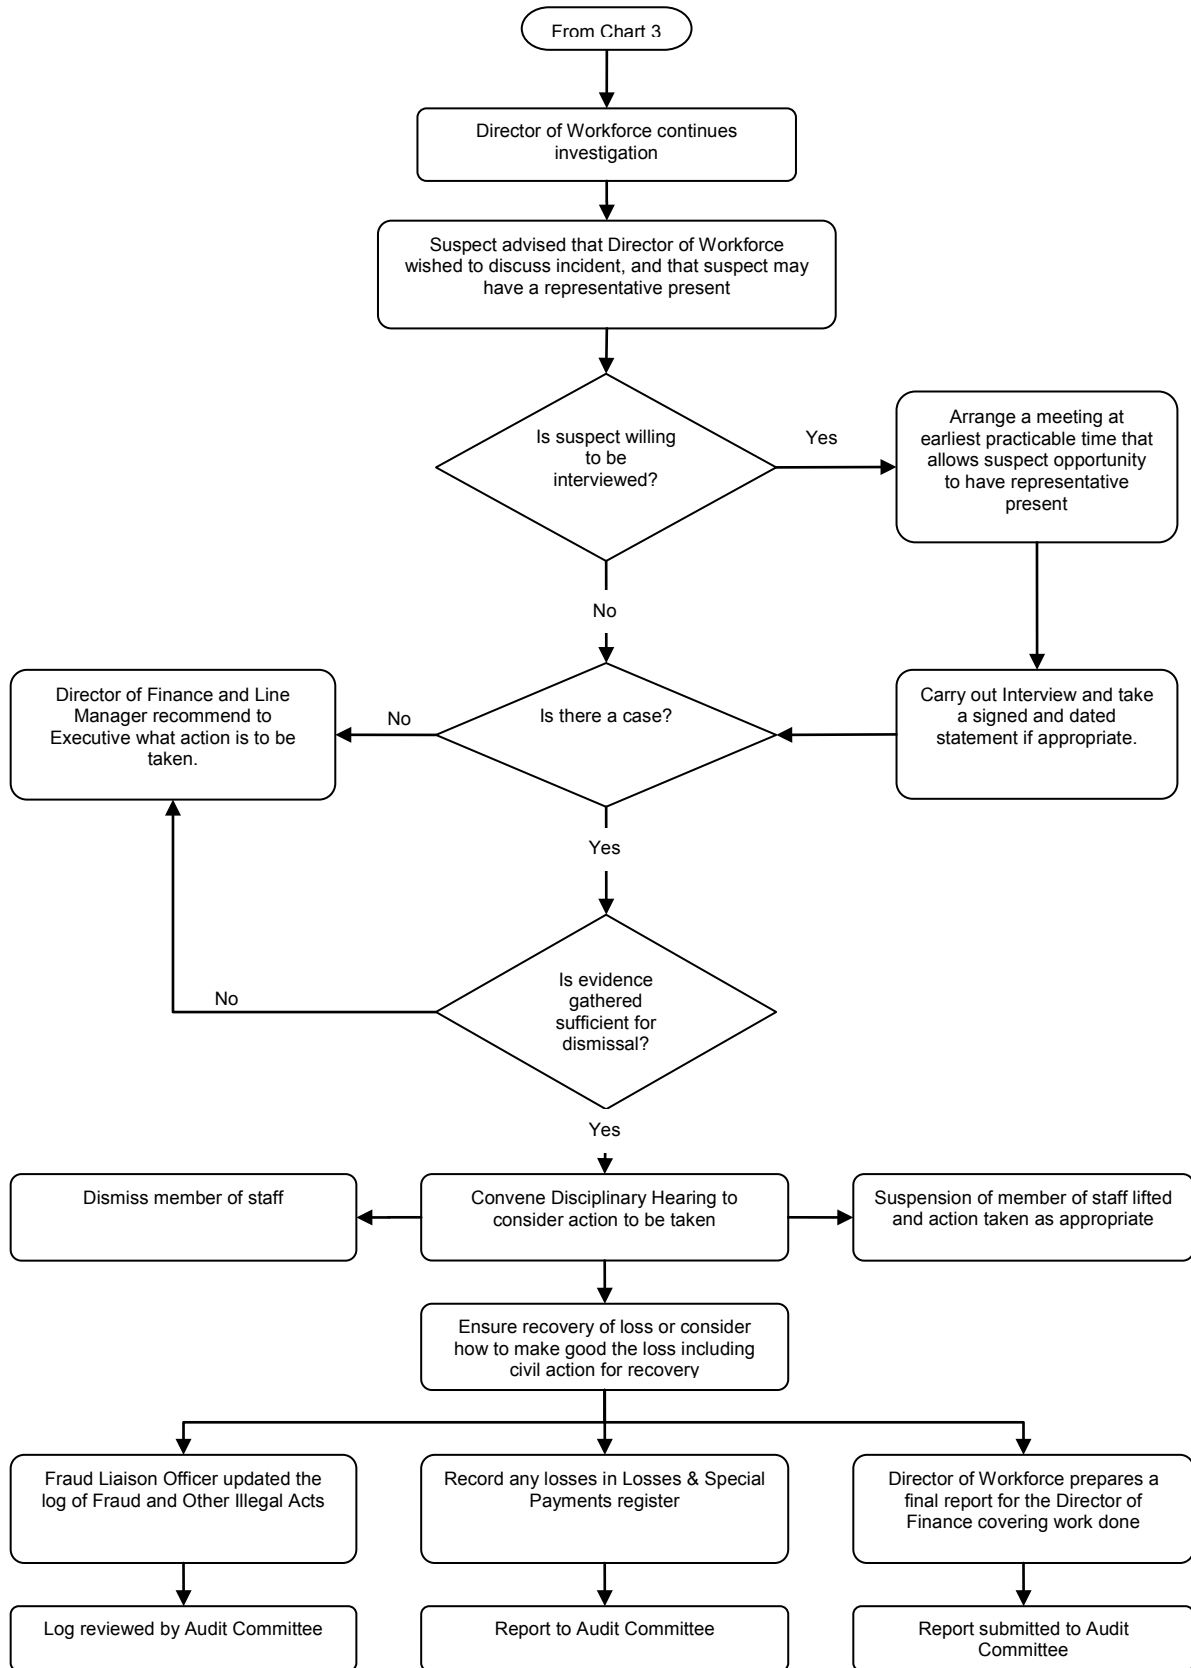 From Chart 3
Director of Workforce continues
investigation
Suspect advised that Director of Workforce
wished to discuss incident, and that suspect may
have a representative present
Is suspect willing
to be
interviewed?
Yes
Arrange a meeting at
earliest practicable time that
allows suspect opportunity
to have representative
present
No
Director of Finance and Line
Manager recommend to
Executive what action is to be
taken.
No
Is there a case?
Carry out Interview and take
a signed and dated
statement if appropriate.
Yes
Is evidence
gathered
sufficient for
dismissal?
No
Yes
Dismiss member of staff
Convene Disciplinary Hearing to
consider action to be taken
Suspension of member of staff lifted
and action taken as appropriate
Ensure recovery of loss or consider
how to make good the loss including
civil action for recovery
Fraud Liaison Officer updated the
log of Fraud and Other Illegal Acts
Record any losses in Losses & Special
Payments register
Director of Workforce prepares a
final report for the Director of
Finance covering work done
Log reviewed by Audit Committee
Report to Audit Committee
Report submitted to Audit
Committee